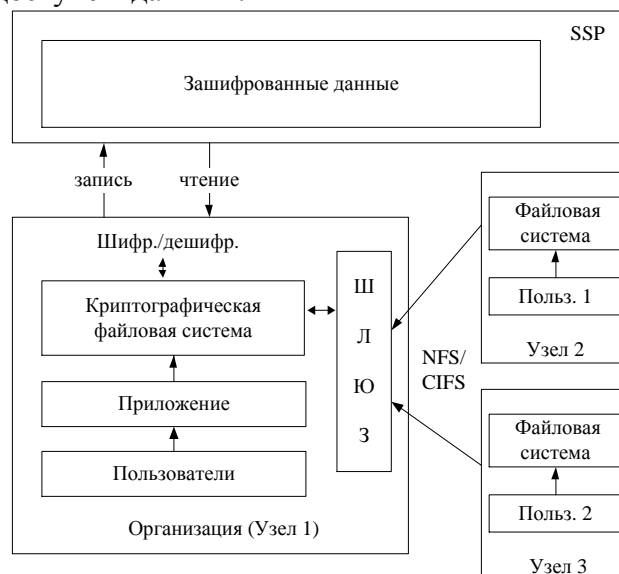 SSP
Зашифрованные данные
запись
чтение
Шифр./дешифр.
Криптографическая
файловая система
Приложение
Пользователи
Организация (Узел 1)
Ш
Л
Ю
З
NFS/
CIFS
Файловая
система
Польз. 1
Узел 2
Файловая
система
Польз. 2
Узел 3